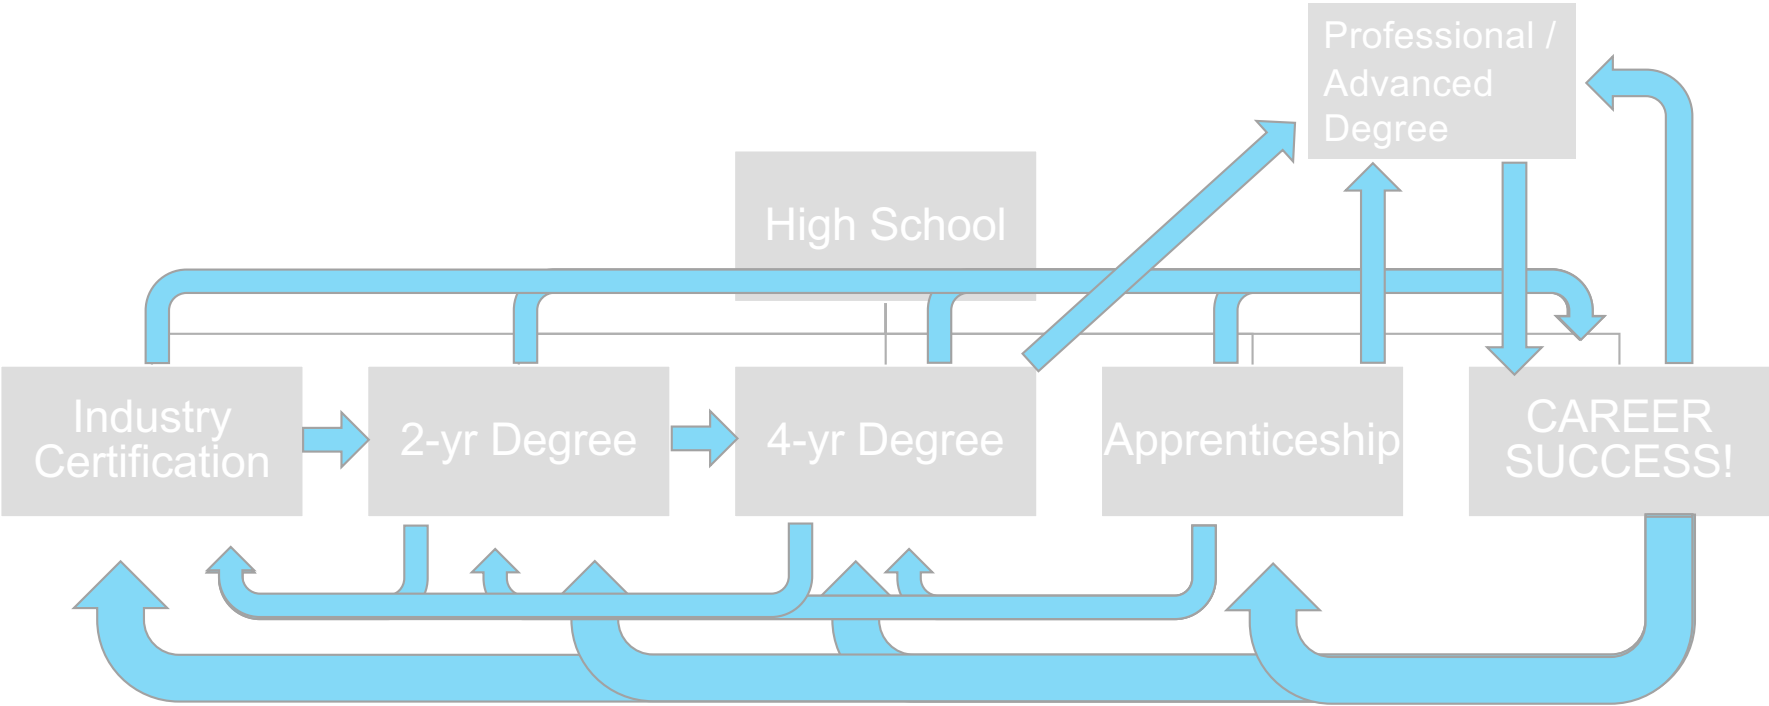 Professional /
Advanced
Degree
High School
Industry
Certification
2-yr Degree
4-yr Degree
Apprenticeship
CAREER
SUCCESS!